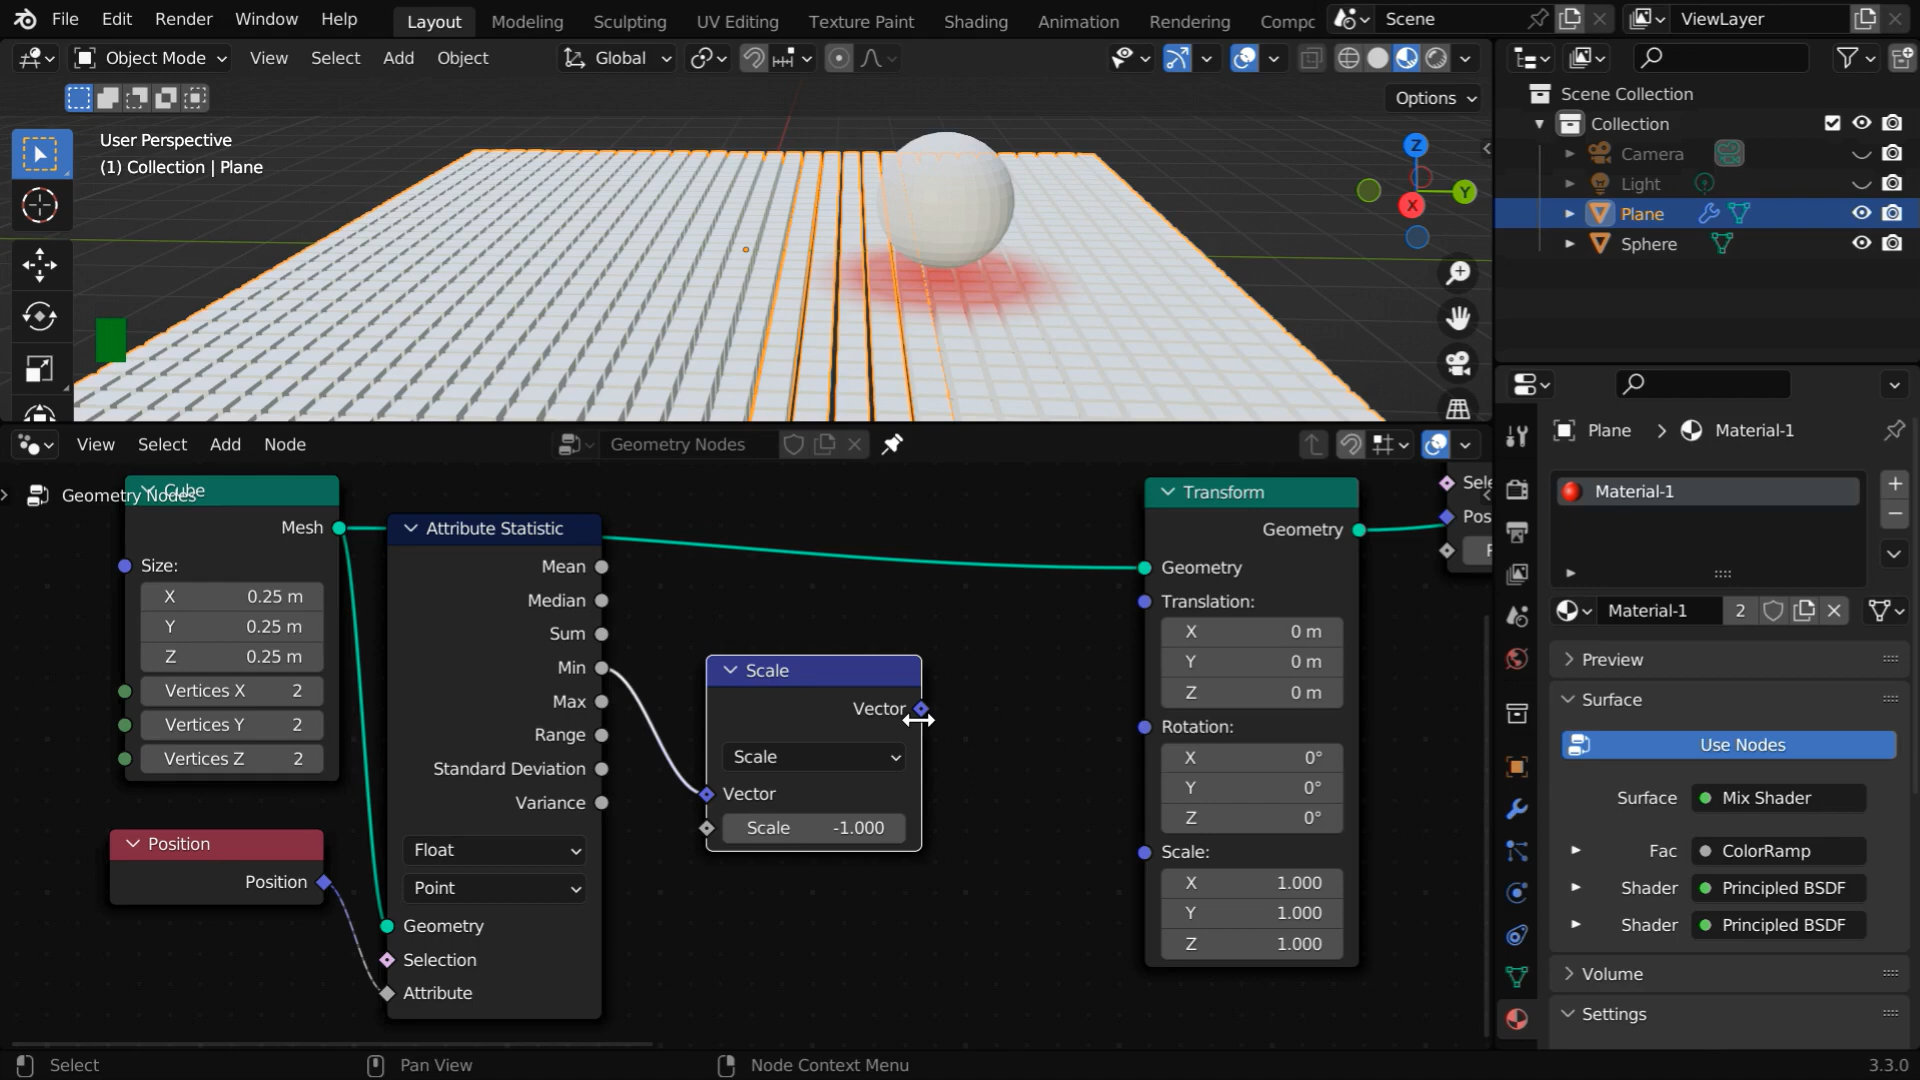 File Edit Render Window Help Layout Modeling Sculpting UV Editing Texture Paint Shading Animation Rendering Compc Scene ViewLayer
Object Mode View Select Add Object Global
Options
User Perspective
(1) Collection | Plane
Z
Y
X
Scene Collection
Collection
Camera
Light
Plane
Sphere
View Select Add Node Geometry Nodes
Geometry Nodes
Cube
Mesh
Size:
X 0.25 m
Y 0.25 m
Z 0.25 m
Vertices X 2
Vertices Y 2
Vertices Z 2
Position
Position
Attribute Statistic
Mean
Median
Sum
Min
Max
Range
Standard Deviation
Variance
Float
Point
Geometry
Selection
Attribute
Scale
Vector
Scale
Vector
Scale -1.000
Transform
Geometry
Geometry
Translation:
X 0 m
Y 0 m
Z 0 m
Rotation:
X 0°
Y 0°
Z 0°
Scale:
X 1.000
Y 1.000
Z 1.000
Sele
Pos
Plane > Material-1
Material-1
Material-1 2
Preview
Surface
Use Nodes
Surface Mix Shader
Fac ColorRamp
Shader Principled BSDF
Shader Principled BSDF
Volume
Settings
Select Pan View Node Context Menu 3.3.0